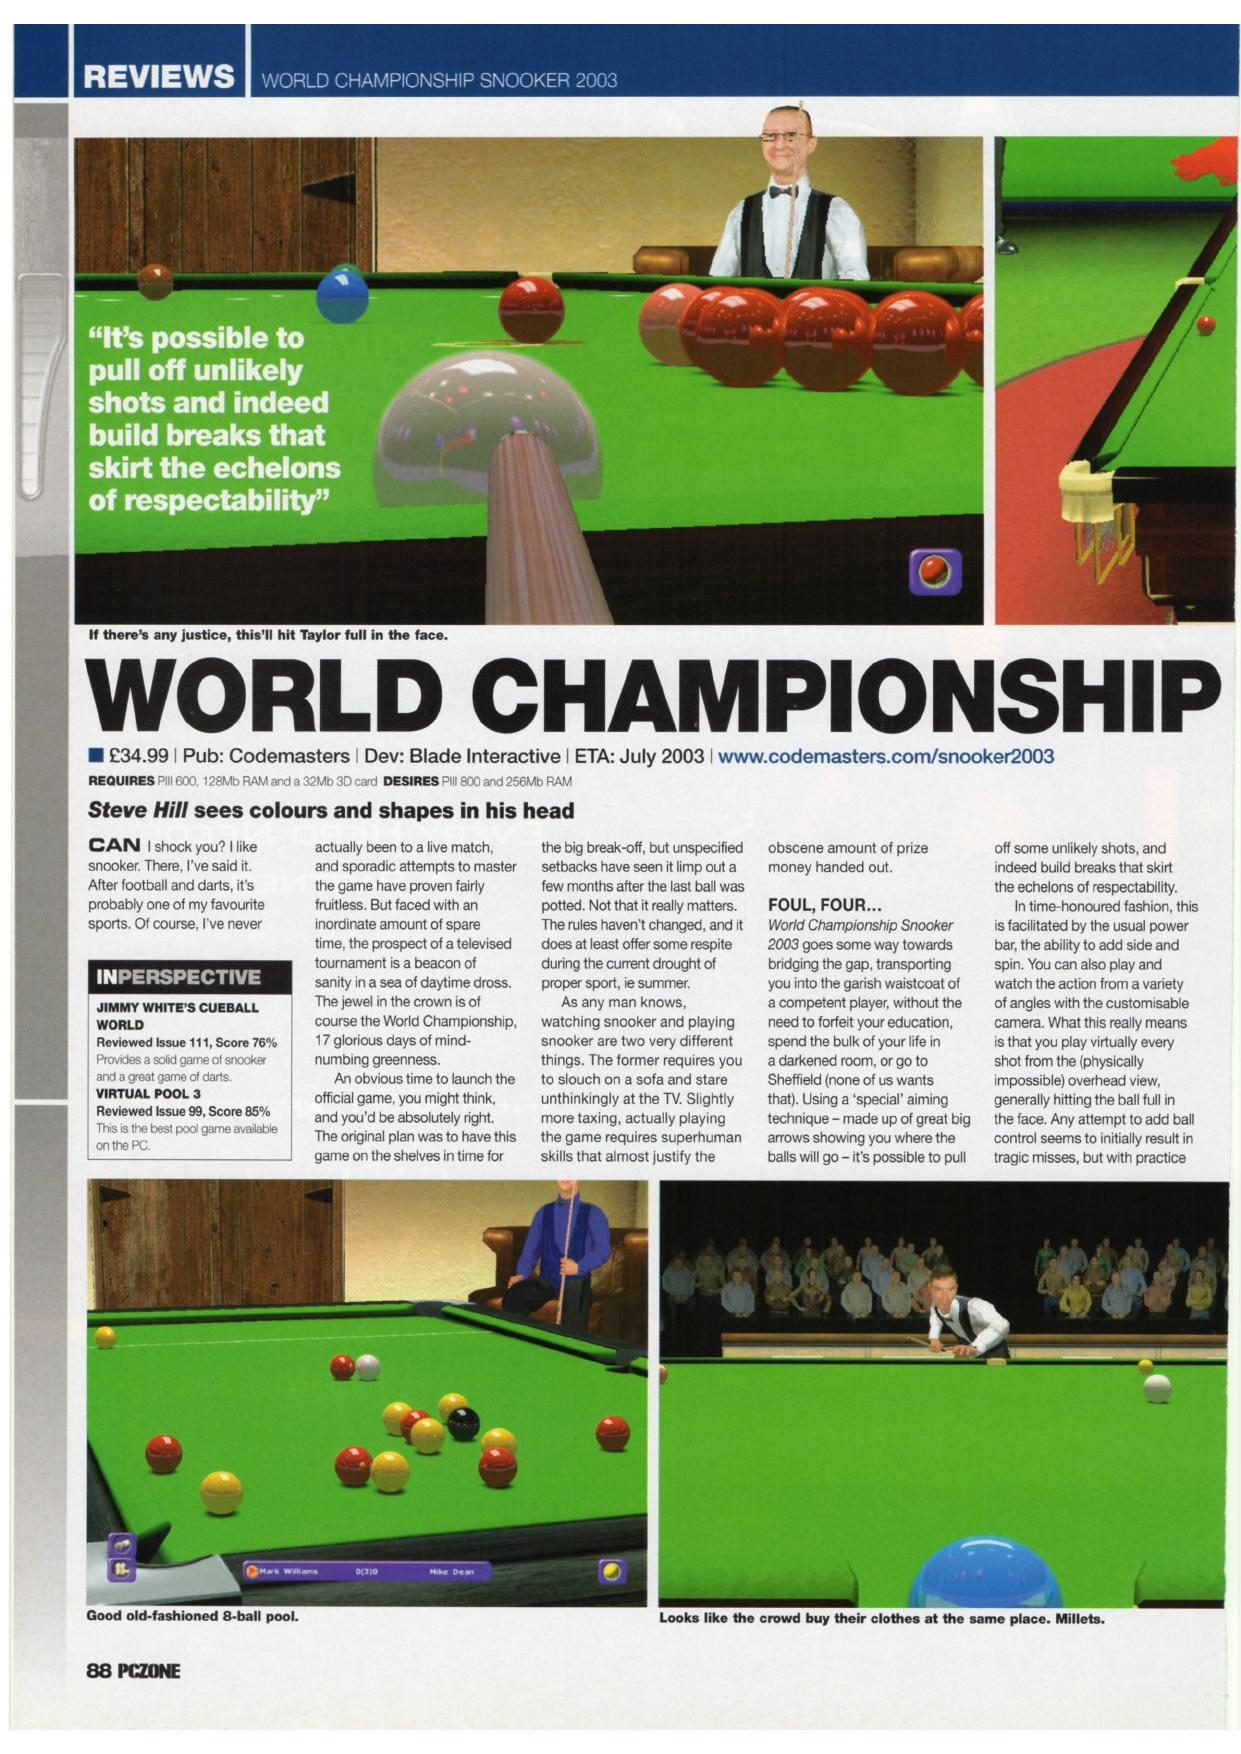 REVIEWS
WORLD CHAMPIONSHIP SNOOKER 2003
“It’s possible to
pull off unlikely
shots and indeed
build breaks that
skirt the echelons
of respectability”
If there’s any justice, this’ll hit Taylor full in the face.
WORLD CHAMPIONSHIP
£34.99 | Pub: Codemasters | Dev: Blade Interactive | ETA: July 2003 | www.codemasters.com/snooker2003
REQUIRES PIII 600, 128Mb RAM and a 32Mb 3D card DESIRES PIII 800 and 256Mb RAM
Steve Hill sees colours and shapes in his head
CAN I shock you? I like
snooker. There, I’ve said it.
After football and darts, it’s
probably one of my favourite
sports. Of course, I’ve never
INPERSPECTIVE
JIMMY WHITE’S CUEBALL
WORLD
Reviewed Issue 111, Score 76%
Provides a solid game of snooker
and a great game of darts.
VIRTUAL POOL 3
Reviewed Issue 99, Score 85%
This is the best pool game available
on the PC.
actually been to a live match,
and sporadic attempts to master
the game have proven fairly
fruitless. But faced with an
inordinate amount of spare
time, the prospect of a televised
tournament is a beacon of
sanity in a sea of daytime dross.
The jewel in the crown is of
course the World Championship,
17 glorious days of mind-
numbing greenness.
An obvious time to launch the
official game, you might think,
and you’d be absolutely right.
The original plan was to have this
game on the shelves in time for
the big break-off, but unspecified
setbacks have seen it limp out a
few months after the last ball was
potted. Not that it really matters.
The rules haven’t changed, and it
does at least offer some respite
during the current drought of
proper sport, ie summer.
As any man knows,
watching snooker and playing
snooker are two very different
things. The former requires you
to slouch on a sofa and stare
unthinkingly at the TV. Slightly
more taxing, actually playing
the game requires superhuman
skills that almost justify the
obscene amount of prize
money handed out.
FOUL, FOUR...
World Championship Snooker
2003 goes some way towards
bridging the gap, transporting
you into the garish waistcoat of
a competent player, without the
need to forfeit your education,
spend the bulk of your life in
a darkened room, or go to
Sheffield (none of us wants
that). Using a ‘special’ aiming
technique – made up of great big
arrows showing you where the
balls will go – it’s possible to pull
off some unlikely shots, and
indeed build breaks that skirt
the echelons of respectability.
In time-honoured fashion, this
is facilitated by the usual power
bar, the ability to add side and
spin. You can also play and
watch the action from a variety
of angles with the customisable
camera. What this really means
is that you play virtually every
shot from the (physically
impossible) overhead view,
generally hitting the ball full in
the face. Any attempt to add ball
control seems to initially result in
tragic misses, but with practice
Mark Williams 0(3)0 Mike Dean
Good old-fashioned 8-ball pool.
Looks like the crowd buy their clothes at the same place. Millets.
88 PCZONE